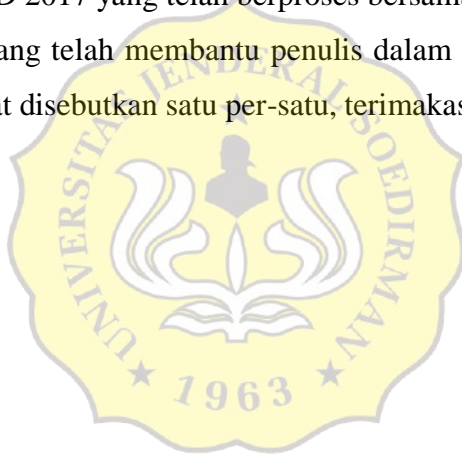 D 2017 yang telah berproses bersama
ang telah membantu penulis dalam
at disebutkan satu per-satu, terimakas
UNIVERSITAS JENDERAL SOEDIRMAN
1963